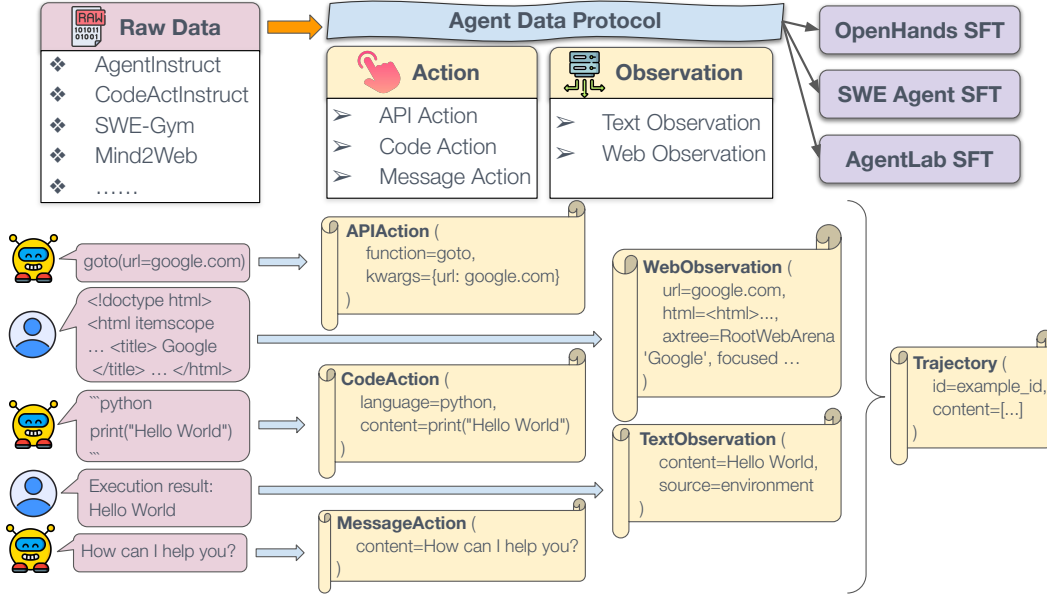 RAW
101011
01001
Raw Data
❖ AgentInstruct
❖ CodeActInstruct
❖ SWE-Gym
❖ Mind2Web
❖ ……
Agent Data Protocol
Action
➢ API Action
➢ Code Action
➢ Message Action
Observation
➢ Text Observation
➢ Web Observation
OpenHands SFT
SWE Agent SFT
AgentLab SFT
goto(url=google.com)
<!doctype html>
<html itemscope
… <title> Google
</title> … </html>
```python
print("Hello World")
```
Execution result:
Hello World
How can I help you?
APIAction (
function=goto,
kwargs={url: google.com}
)
CodeAction (
language=python,
content=print("Hello World")
)
MessageAction (
content=How can I help you?
)
WebObservation (
url=google.com,
html=<html>...,
axtree=RootWebArena
'Google', focused …
)
TextObservation (
content=Hello World,
source=environment
)
Trajectory (
id=example_id,
content=[...]
)